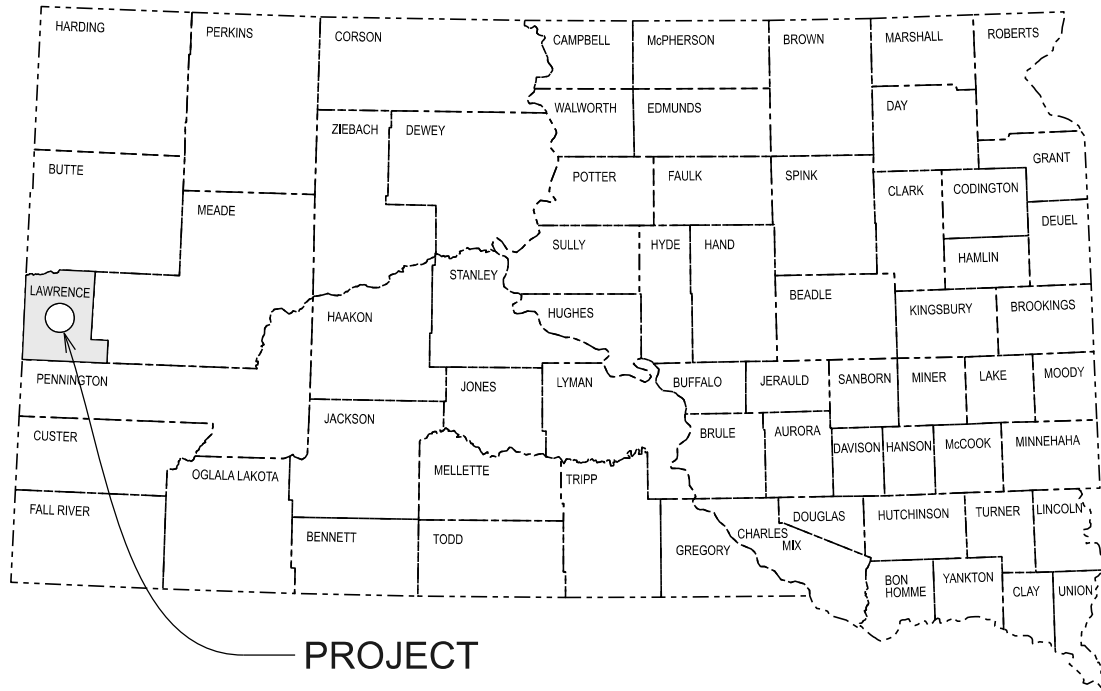 HARDING
PERKINS
CORSON
CAMPBELL
McPHERSON
BROWN
MARSHALL
ROBERTS
WALWORTH
EDMUNDS
DAY
ZIEBACH
DEWEY
GRANT
BUTTE
POTTER
FAULK
SPINK
CLARK
CODINGTON
MEADE
DEUEL
SULLY
HYDE
HAND
HAMLIN
STANLEY
LAWRENCE
BEADLE
KINGSBURY
BROOKINGS
HAAKON
HUGHES
PENNINGTON
JONES
LYMAN
BUFFALO
JERAULD
SANBORN
MINER
LAKE
MOODY
JACKSON
CUSTER
BRULE
AURORA
DAVISON
HANSON
McCOOK
MINNEHAHA
OGLALA LAKOTA
MELLETTE
TRIPP
FALL RIVER
BENNETT
TODD
GREGORY
CHARLES
MIX
DOUGLAS
HUTCHINSON
TURNER
LINCOLN
BON
HOMME
YANKTON
CLAY
UNION
PROJECT